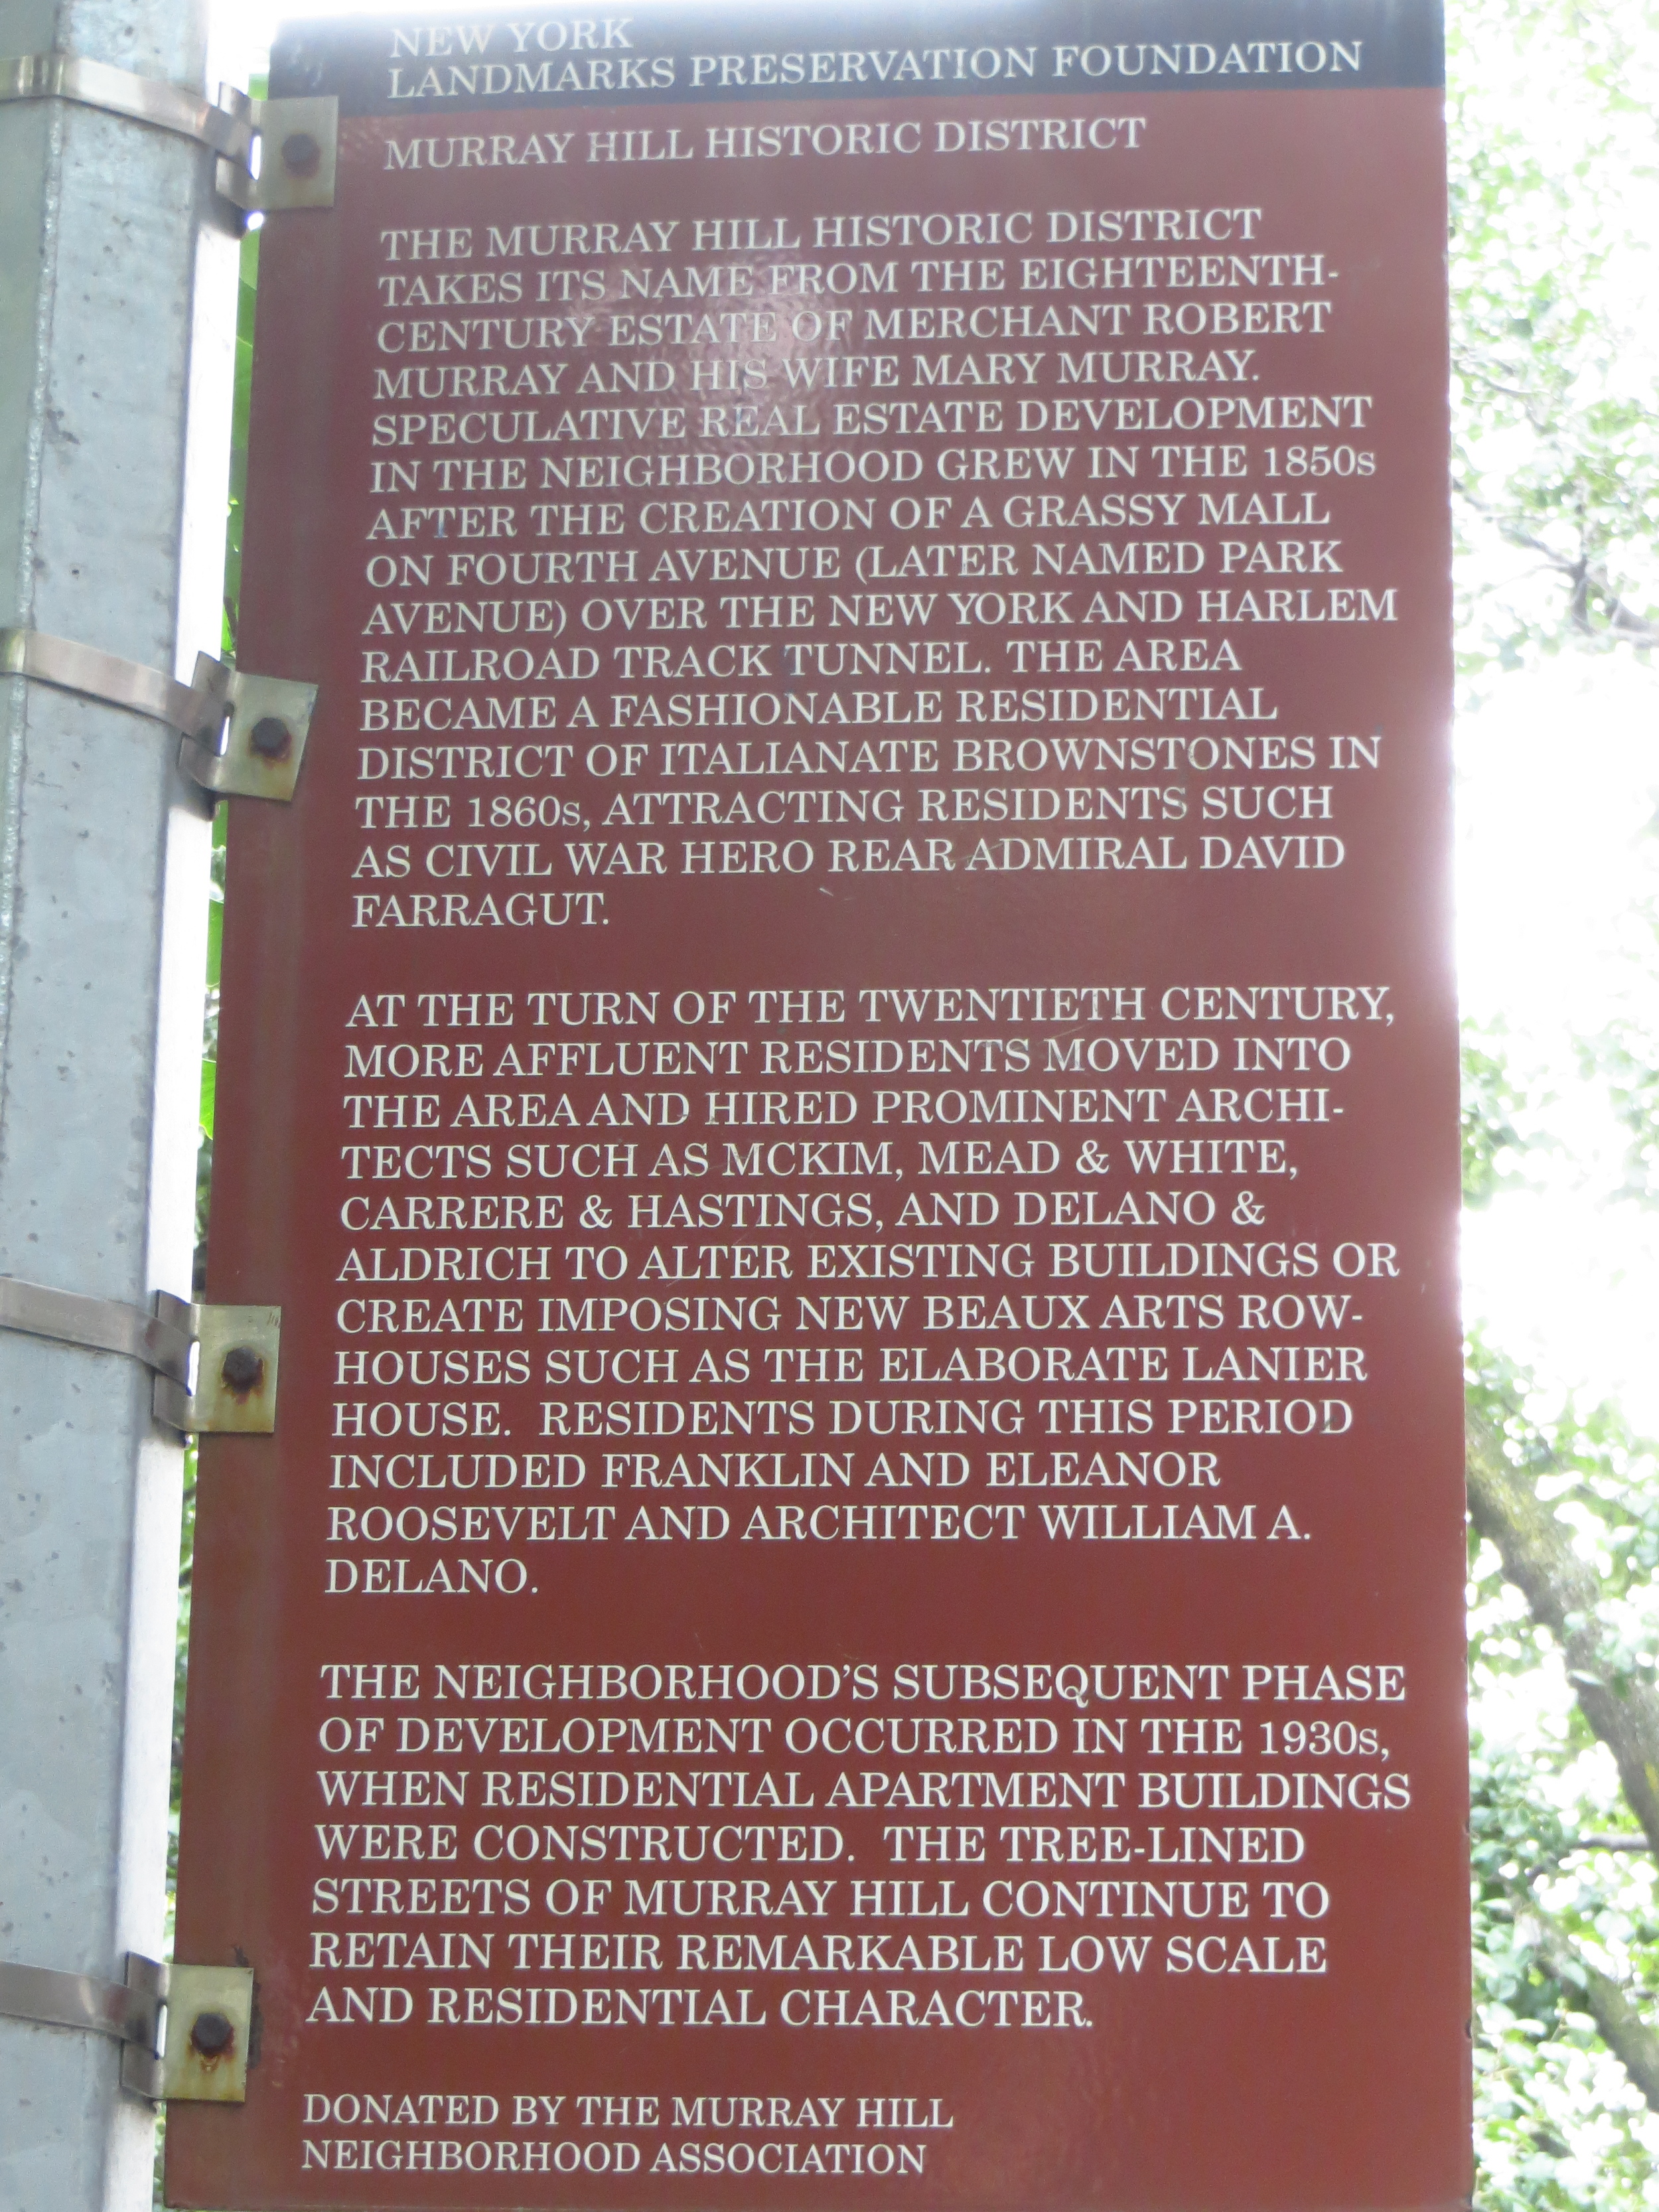 NEW YORK
LANDMARKS PRESERVATION FOUNDATION
MURRAY HILL HISTORIC DISTRICT
THE MURRAY HILL HISTORIC DISTRICT
TAKES ITS NAME FROM THE EIGHTEENTH-
CENTURY ESTATE OF MERCHANT ROBERT
MURRAY AND HIS WIFE MARY MURRAY.
SPECULATIVE REAL ESTATE DEVELOPMENT
IN THE NEIGHBORHOOD GREW IN THE 1850s
AFTER THE CREATION OF A GRASSY MALL
ON FOURTH AVENUE (LATER NAMED PARK
AVENUE) OVER THE NEW YORK AND HARLEM
RAILROAD TRACK TUNNEL. THE AREA
BECAME A FASHIONABLE RESIDENTIAL
DISTRICT OF ITALIANATE BROWNSTONES IN
THE 1860s, ATTRACTING RESIDENTS SUCH
AS CIVIL WAR HERO REAR ADMIRAL DAVID
FARRAGUT.
AT THE TURN OF THE TWENTIETH CENTURY,
MORE AFFLUENT RESIDENTS MOVED INTO
THE AREA AND HIRED PROMINENT ARCHI-
TECTS SUCH AS MCKIM, MEAD & WHITE,
CARRERE & HASTINGS, AND DELANO &
ALDRICH TO ALTER EXISTING BUILDINGS OR
CREATE IMPOSING NEW BEAUX ARTS ROW-
HOUSES SUCH AS THE ELABORATE LANIER
HOUSE.  RESIDENTS DURING THIS PERIOD
INCLUDED FRANKLIN AND ELEANOR
ROOSEVELT AND ARCHITECT WILLIAM A.
DELANO.
THE NEIGHBORHOOD'S SUBSEQUENT PHASE
OF DEVELOPMENT OCCURRED IN THE 1930s,
WHEN RESIDENTIAL APARTMENT BUILDINGS
WERE CONSTRUCTED.  THE TREE-LINED
STREETS OF MURRAY HILL CONTINUE TO
RETAIN THEIR REMARKABLE LOW SCALE
AND RESIDENTIAL CHARACTER.
DONATED BY THE MURRAY HILL
NEIGHBORHOOD ASSOCIATION